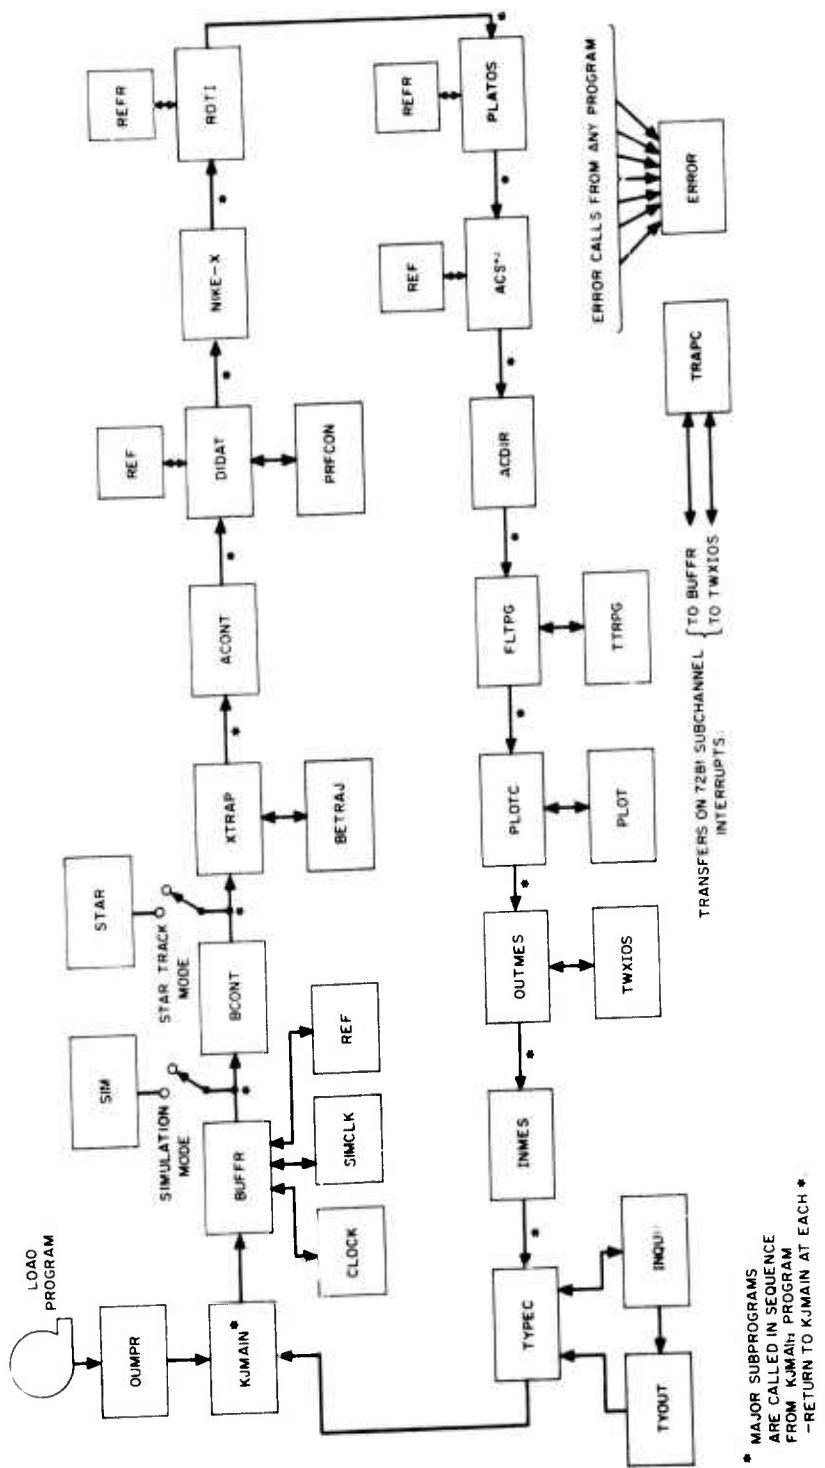 LOAD
PROGRAM
OUMPR
KJMAIN*
BUFFR
CLOCK
SIMCLK
REF
SIM
SIMULATION
MODE
*
BCONT
STAR
STAR TRACK
MODE
*
XTRAP
BETRAJ
*
ACONT
*
DIDAT
REF
PRFCON
*
NIKE-X
*
RDTI
REFR
*
PLATOS
REFR
*
REF
*
ACDIR
*
FLTPG
TTRPG
*
PLOTC
PLOT
*
OUTMES
TWXIOS
*
INMES
*
TYPEC
TYOUT
ERROR CALLS FROM ANY PROGRAM
ERROR
TRAPC
TRANSFERS ON 7281 SUBCHANNEL
INTERRUPTS
TO BUFFR
TO TWXIOS
* MAJOR SUBPROGRAMS
ARE CALLED IN SEQUENCE
FROM KJMAIN PROGRAM
-RETURN TO KJMAIN AT EACH *.